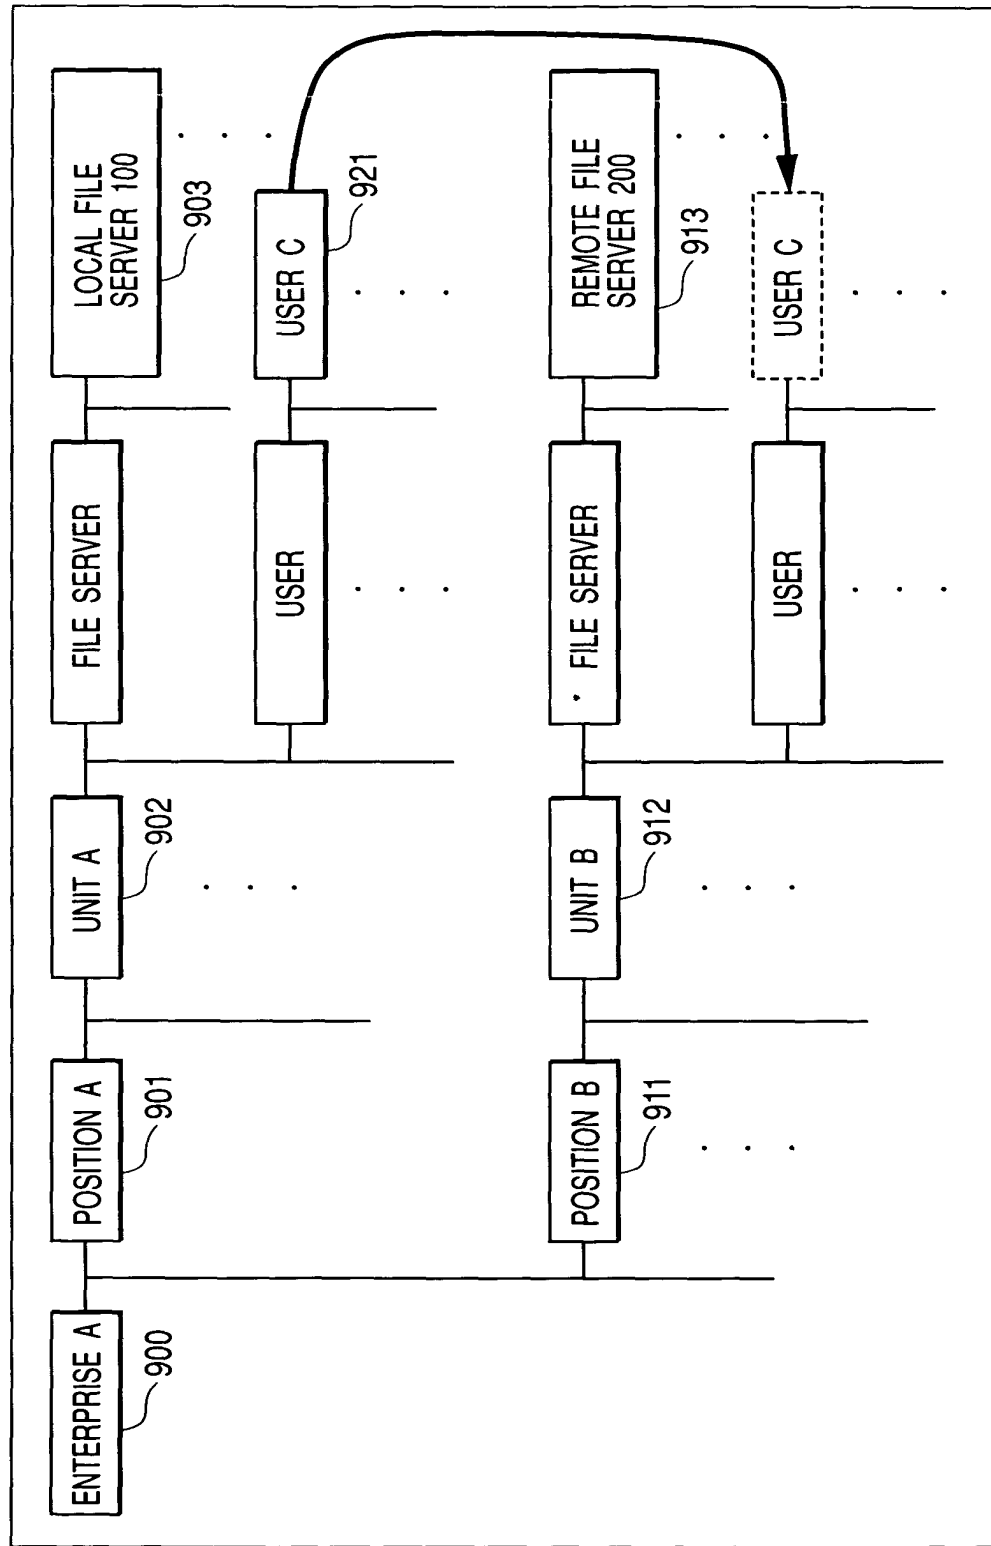 ENTERPRISE A
900
POSITION A
901
UNIT A
902
FILE SERVER
LOCAL FILE
SERVER 100
903
USER
USER C
921
POSITION B
911
UNIT B
912
FILE SERVER
REMOTE FILE
SERVER 200
913
USER
USER C